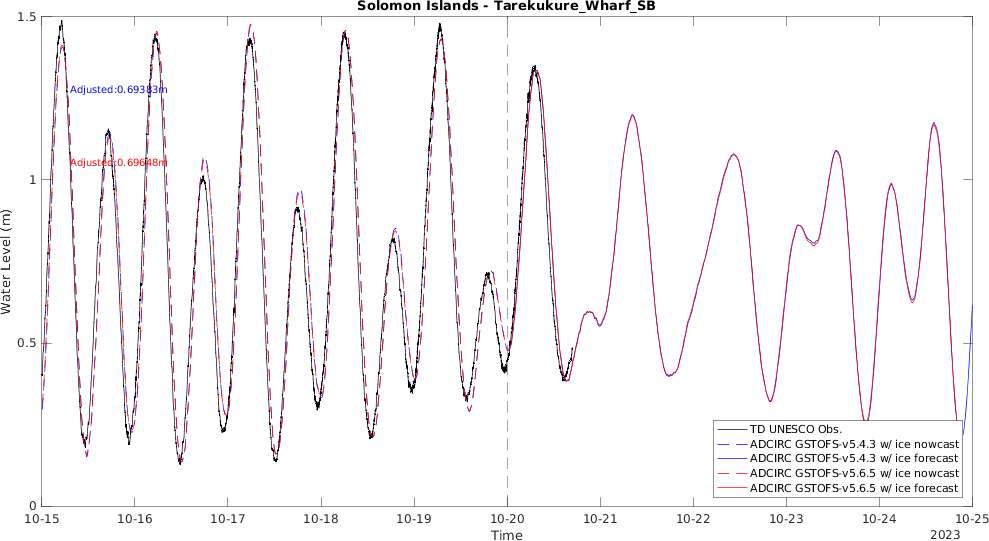 Solomon Islands - Tarekukure_Wharf_SB
1.5
1
0.5
0
Water Level (m)
Adjusted:0.69383m
Adjusted:0.69648m
TD UNESCO Obs.
ADCIRC GSTOFS-v5.4.3 w/ ice nowcast
ADCIRC GSTOFS-v5.4.3 w/ ice forecast
ADCIRC GSTOFS-v5.6.5 w/ ice nowcast
ADCIRC GSTOFS-v5.6.5 w/ ice forecast
10-15 10-16 10-17 10-18 10-19 10-20 10-21 10-22 10-23 10-24 10-25
Time
2023